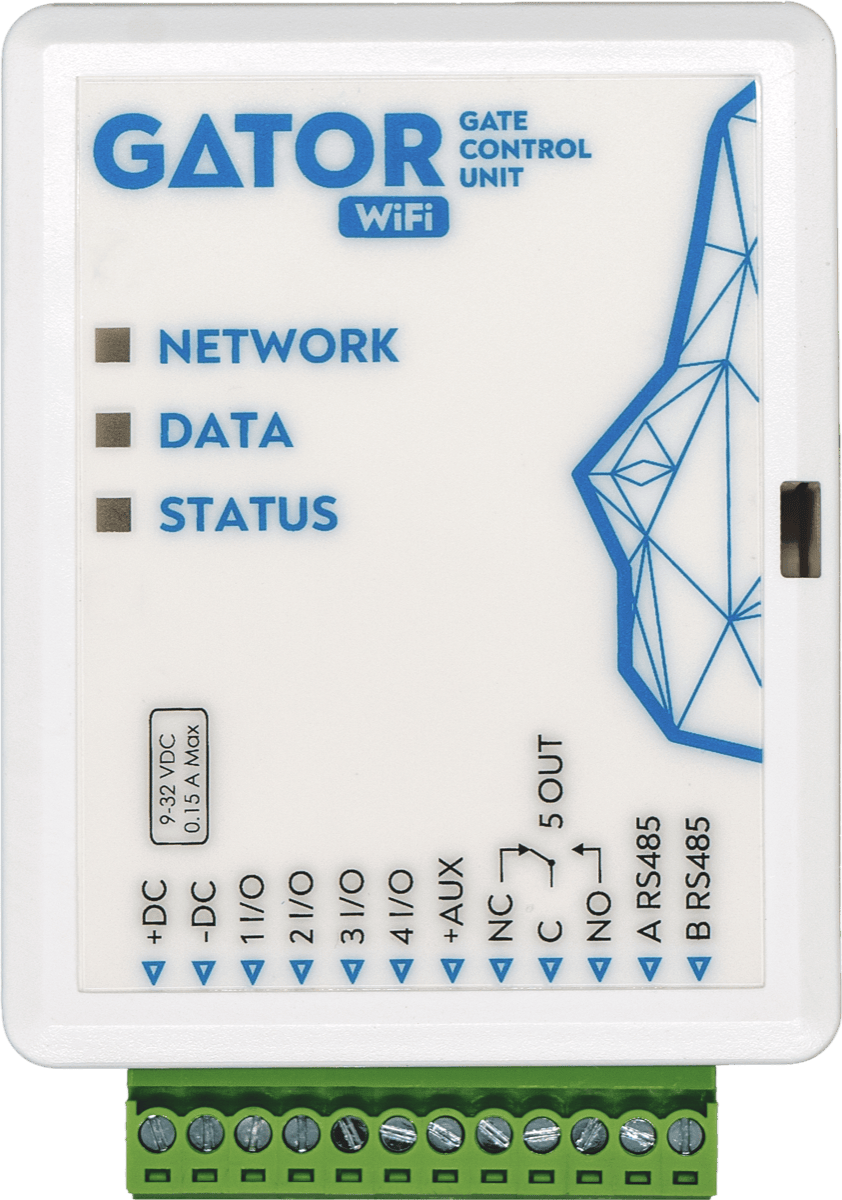 GATOR
WiFi
GATE
CONTROL
UNIT
NETWORK
DATA
STATUS
9-32 VDC
0.15 A Max
+DC
-DC
1 I/O
2 I/O
3 I/O
4 I/O
+AUX
NC
C
5 OUT
NO
A RS485
B RS485